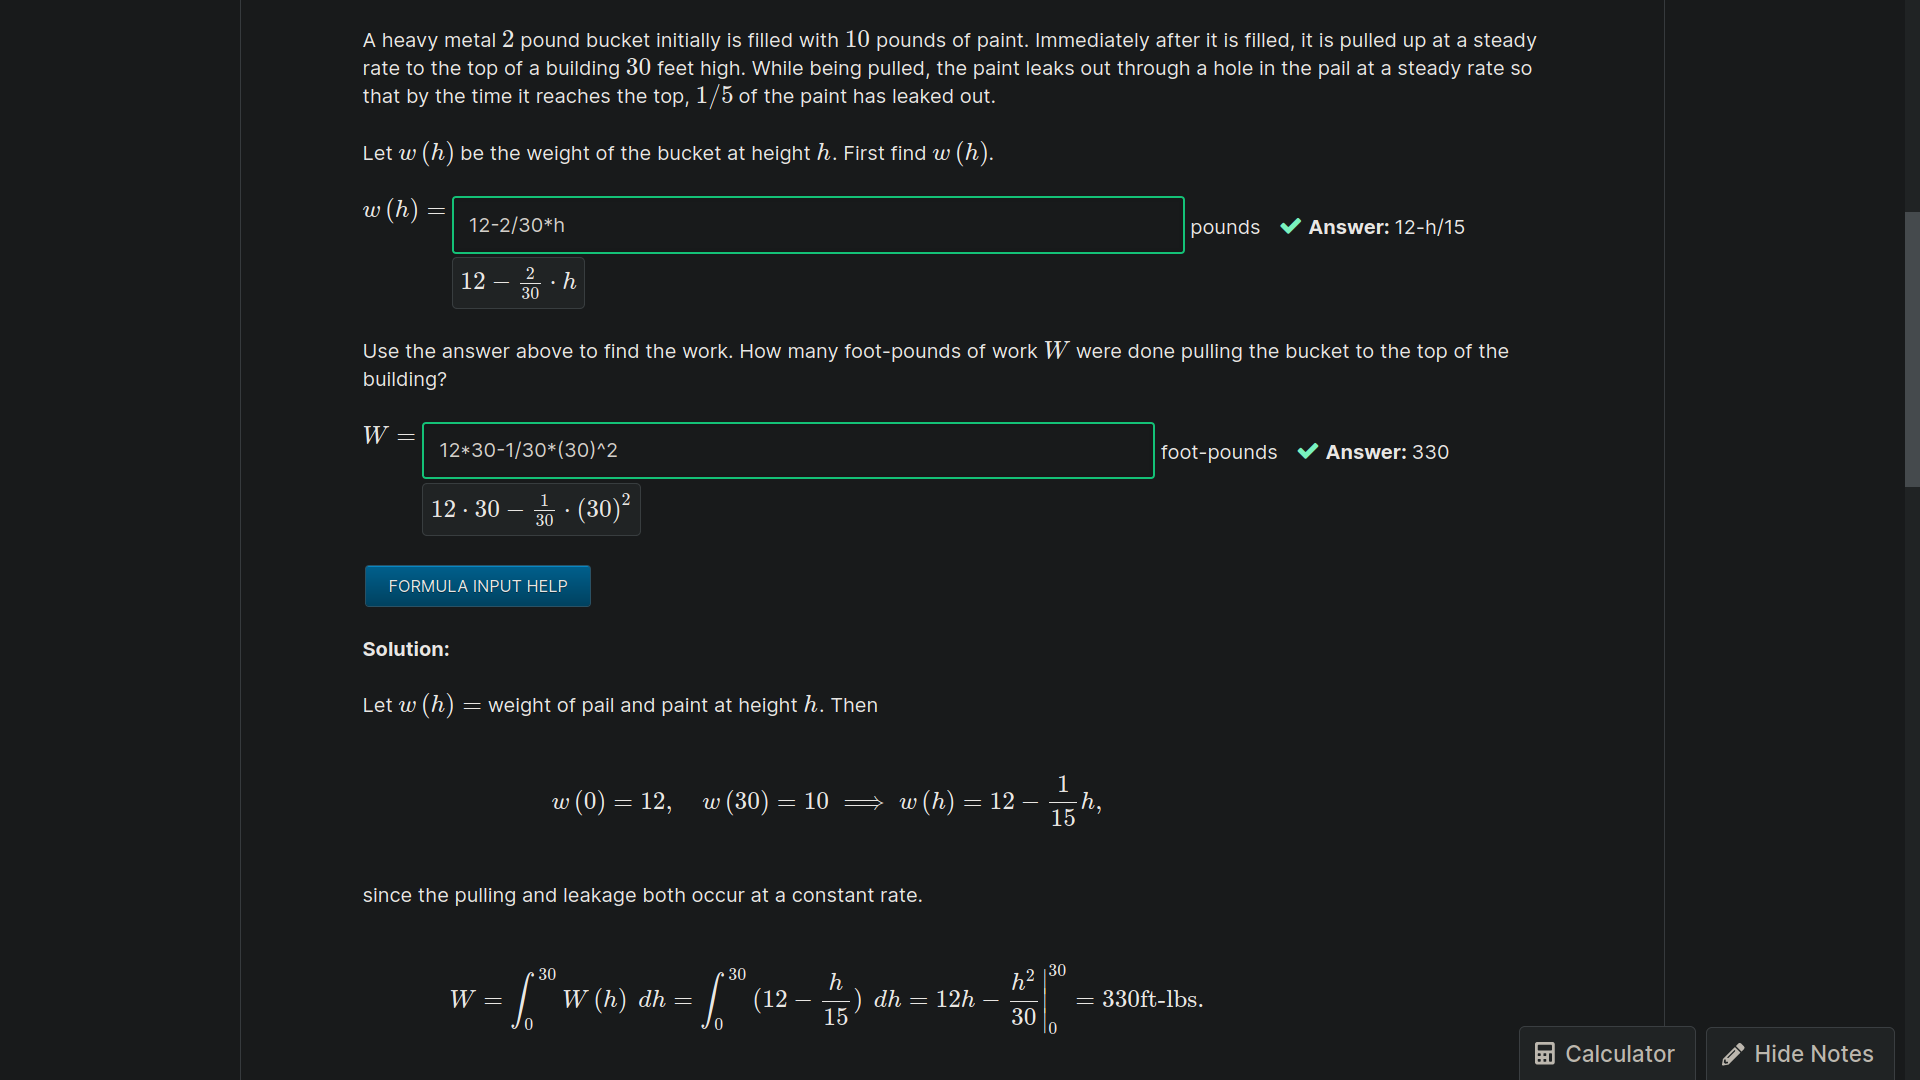 A heavy metal 2 pound bucket initially is filled with 10 pounds of paint. Immediately after it is filled, it is pulled up at a steady
rate to the top of a building 30 feet high. While being pulled, the paint leaks out through a hole in the pail at a steady rate so
that by the time it reaches the top, 1/5 of the paint has leaked out.
Let w (h) be the weight of the bucket at height h. First find w (h).
w (h) = 12-2/30*h pounds ✔ Answer: 12-h/15
12 − \frac{2}{30} · h
Use the answer above to find the work. How many foot-pounds of work W were done pulling the bucket to the top of the
building?
W = 12*30-1/30*(30)^2 foot-pounds ✔ Answer: 330
12 · 30 − \frac{1}{30} · (30)^2
FORMULA INPUT HELP
Solution:
Let w (h) = weight of pail and paint at height h. Then
w (0) = 12, w (30) = 10 ⟹ w (h) = 12 − \frac{1}{15}h,
since the pulling and leakage both occur at a constant rate.
W = \int_0^{30} W (h) dh = \int_0^{30} (12 − \frac{h}{15}) dh = 12h − \frac{h^2}{30} |_0^{30} = 330ft-lbs.
Calculator Hide Notes